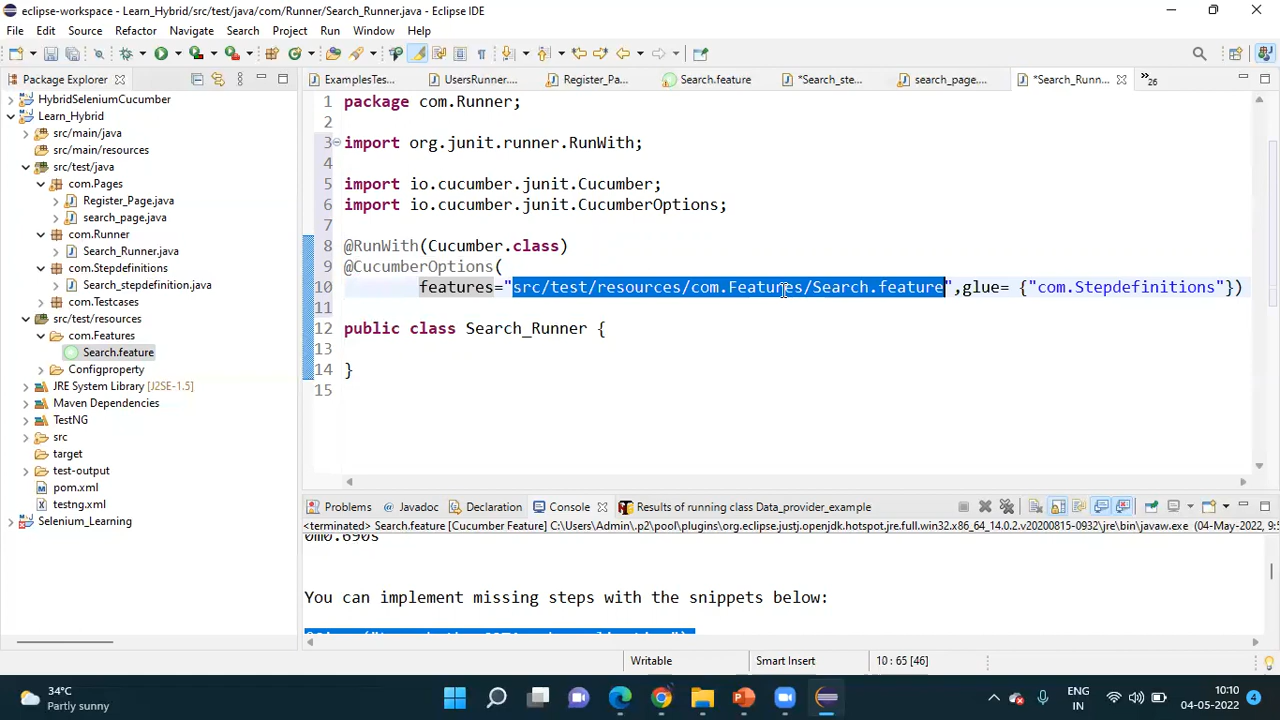 eclipse-workspace - Learn_Hybrid/src/test/java/com/Runner/Search_Runner.java - Eclipse IDE
File Edit Source Refactor Navigate Search Project Run Window Help
Package Explorer
ExamplesTes...
UsersRunner....
Register_Pa...
Search.feature
*Search_ste...
search_page....
*Search_Runn...
»26
HybridSeleniumCucumber
Learn_Hybrid
src/main/java
src/main/resources
src/test/java
com.Pages
Register_Page.java
search_page.java
com.Runner
Search_Runner.java
com.Stepdefinitions
Search_stepdefinition.java
com.Testcases
src/test/resources
com.Features
Search.feature
Configproperty
JRE System Library [J2SE-1.5]
Maven Dependencies
TestNG
src
target
test-output
pom.xml
testng.xml
Selenium_Learning
1 package com.Runner;
2
3 import org.junit.runner.RunWith;
4
5 import io.cucumber.junit.Cucumber;
6 import io.cucumber.junit.CucumberOptions;
7
8 @RunWith(Cucumber.class)
9 @CucumberOptions(
10 features="src/test/resources/com.Features/Search.feature",glue= {"com.Stepdefinitions"})
11
12 public class Search_Runner {
13
14 }
15
Problems
Javadoc
Declaration
Console
Results of running class Data_provider_example
<terminated> Search.feature [Cucumber Feature] C:\Users\Admin\.p2\pool\plugins\org.eclipse.justj.openjdk.hotspot.jre.full.win32.x86_64_14.0.2.v20200815-0932\jre\bin\javaw.exe (04-May-2022, 9:5
0m0.690s
You can implement missing steps with the snippets below:
Writable
Smart Insert
10 : 65 [46]
34°C
Partly sunny
ENG
IN
10:10
04-05-2022
4